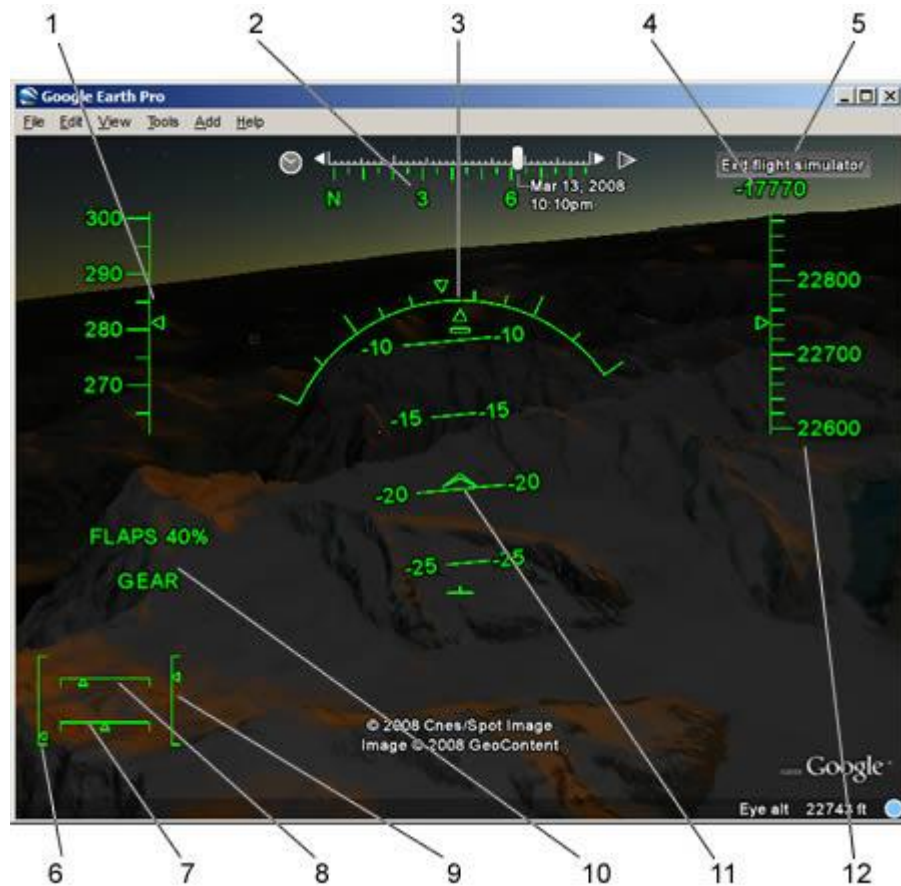 1 2 3 4 5
Google Earth Pro
File Edit View Tools Add Help
Exit flight simulator
-17770
N 3 6
Mar 13, 2008
10:10pm
300
290
280
270
22800
22700
22600
-10 -10
-15 -15
-20 -20
-25 -25
FLAPS 40%
GEAR
© 2008 Cnes/Spot Image
Image © 2008 GeoContent
Google
Eye alt 22743 ft
6 7 8 9 10 11 12